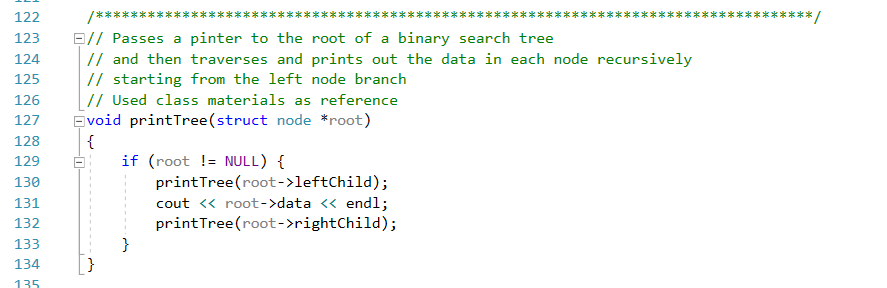 122 /***********************************************************************************/
123 // Passes a pinter to the root of a binary search tree
124 // and then traverses and prints out the data in each node recursively
125 // starting from the left node branch
126 // Used class materials as reference
127 void printTree(struct node *root)
128 {
129     if (root != NULL) {
130         printTree(root->leftChild);
131         cout << root->data << endl;
132         printTree(root->rightChild);
133     }
134 }
135